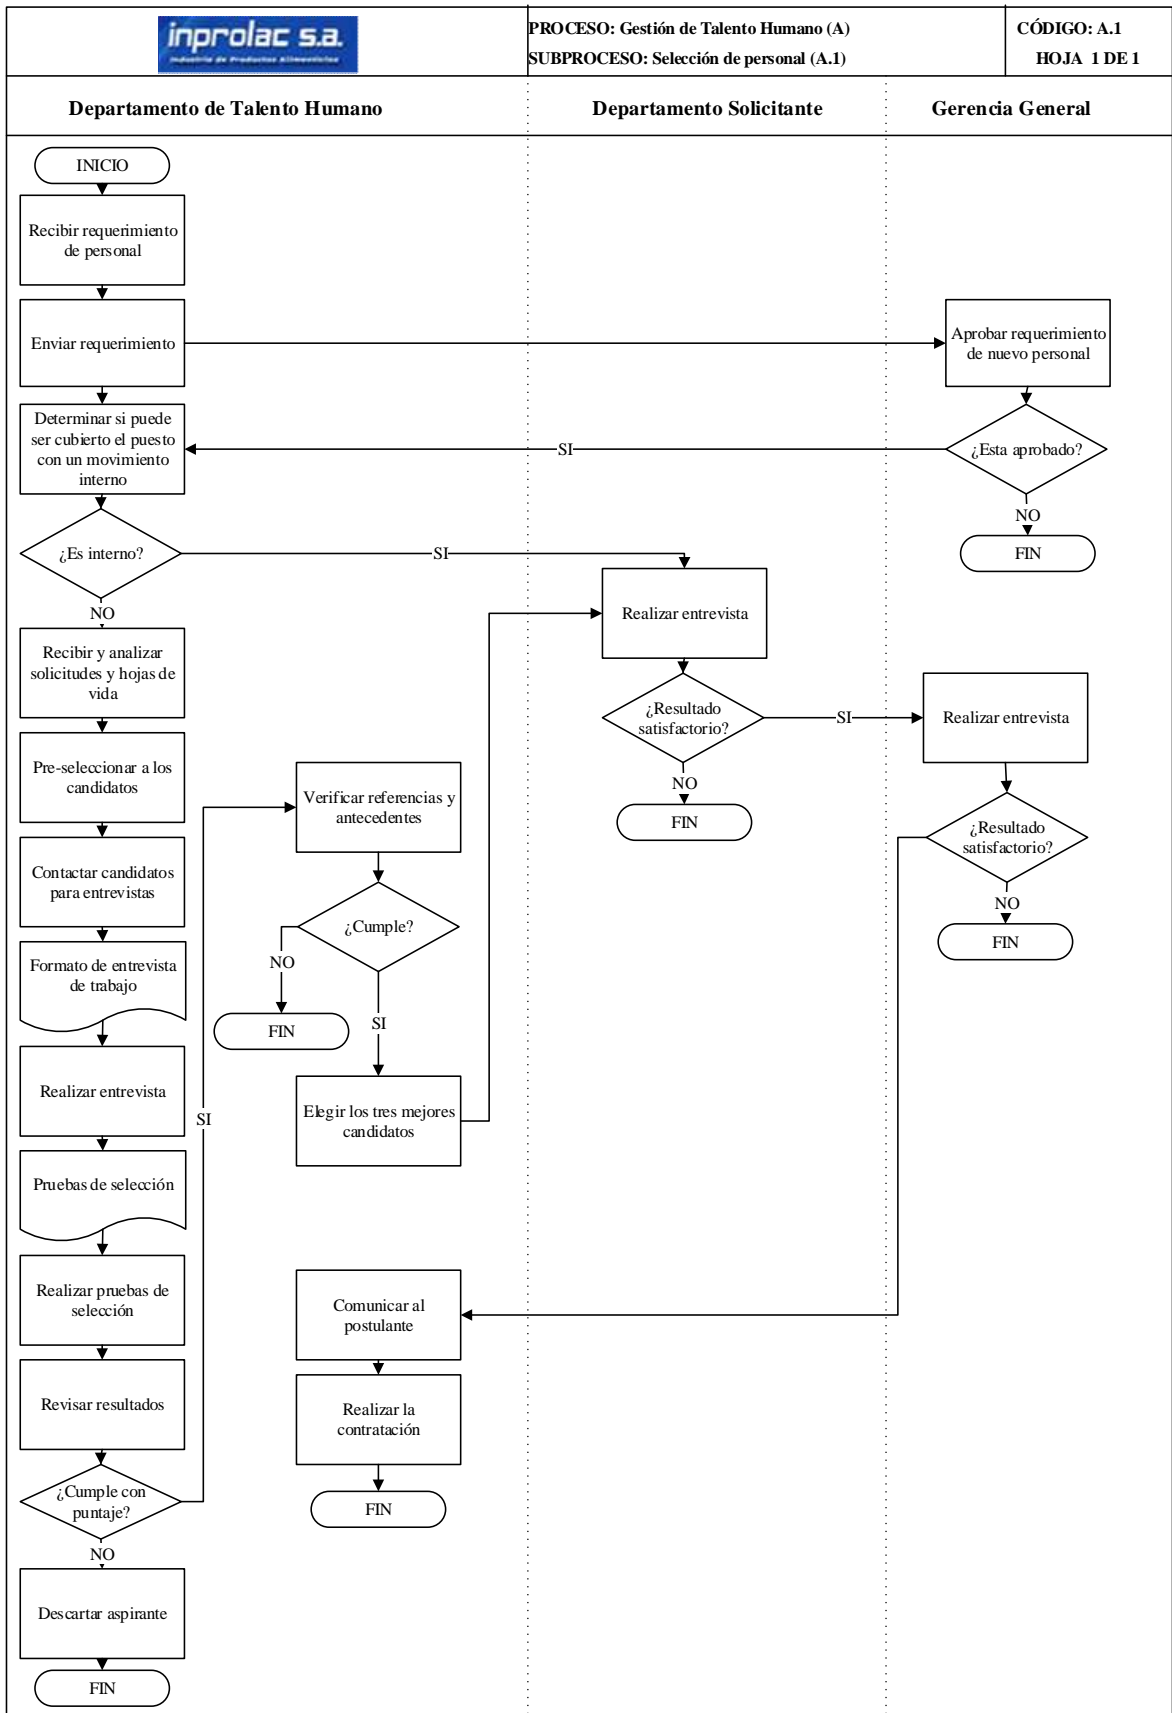 inprolac s.a.
Industria de Productos Alimenticios
PROCESO: Gestión de Talento Humano (A)
SUBPROCESO: Selección de personal (A.1)
CÓDIGO: A.1
HOJA 1 DE 1
Departamento de Talento Humano
Departamento Solicitante
Gerencia General
INICIO
Recibir requerimiento
de personal
Enviar requerimiento
Aprobar requerimiento
de nuevo personal
Determinar si puede
ser cubierto el puesto
con un movimiento
interno
SI
¿Esta aprobado?
NO
FIN
¿Es interno?
SI
NO
Realizar entrevista
Recibir y analizar
solicitudes y hojas de
vida
¿Resultado
satisfactorio?
SI
NO
FIN
Realizar entrevista
¿Resultado
satisfactorio?
NO
FIN
Pre-seleccionar a los
candidatos
Verificar referencias y
antecedentes
Contactar candidatos
para entrevistas
¿Cumple?
NO
FIN
SI
Formato de entrevista
de trabajo
Realizar entrevista
SI
Elegir los tres mejores
candidatos
Pruebas de selección
Realizar pruebas de
selección
Comunicar al
postulante
Revisar resultados
Realizar la
contratación
FIN
¿Cumple con
puntaje?
NO
Descartar aspirante
FIN